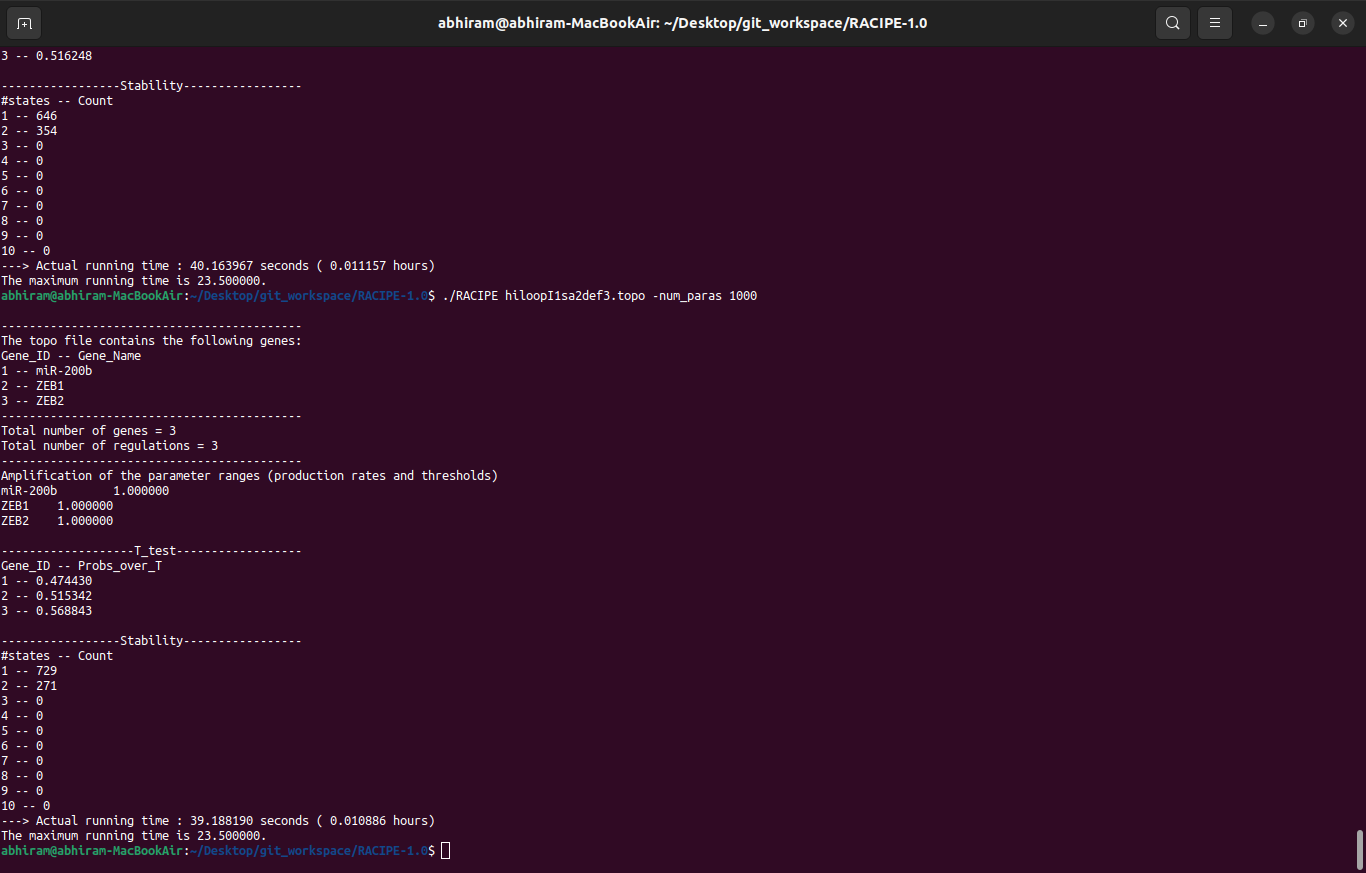 abhiram@abhiram-MacBookAir: ~/Desktop/git_workspace/RACIPE-1.0
3 -- 0.516248
-----------------Stability-----------------
#states -- Count
1 -- 646
2 -- 354
3 -- 0
4 -- 0
5 -- 0
6 -- 0
7 -- 0
8 -- 0
9 -- 0
10 -- 0
---> Actual running time : 40.163967 seconds ( 0.011157 hours)
The maximum running time is 23.500000.
abhiram@abhiram-MacBookAir:~/Desktop/git_workspace/RACIPE-1.0$ ./RACIPE hiloopI1sa2def3.topo -num_paras 1000
-------------------------------------------
The topo file contains the following genes:
Gene_ID -- Gene_Name
1 -- miR-200b
2 -- ZEB1
3 -- ZEB2
-------------------------------------------
Total number of genes = 3
Total number of regulations = 3
-------------------------------------------
Amplification of the parameter ranges (production rates and thresholds)
miR-200b        1.000000
ZEB1    1.000000
ZEB2    1.000000
-------------------T_test------------------
Gene_ID -- Probs_over_T
1 -- 0.474430
2 -- 0.515342
3 -- 0.568843
-----------------Stability-----------------
#states -- Count
1 -- 729
2 -- 271
3 -- 0
4 -- 0
5 -- 0
6 -- 0
7 -- 0
8 -- 0
9 -- 0
10 -- 0
---> Actual running time : 39.188190 seconds ( 0.010886 hours)
The maximum running time is 23.500000.
abhiram@abhiram-MacBookAir:~/Desktop/git_workspace/RACIPE-1.0$